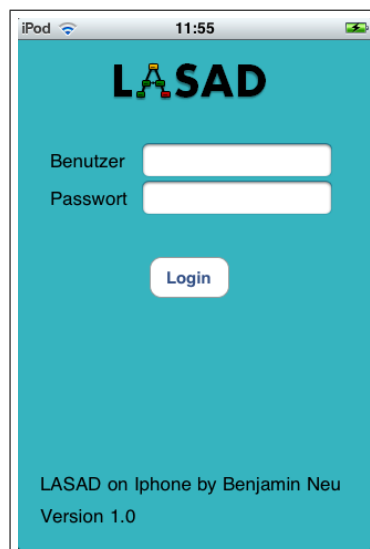 iPod 11:55
LASAD
Benutzer
Passwort
Login
LASAD on Iphone by Benjamin Neu
Version 1.0